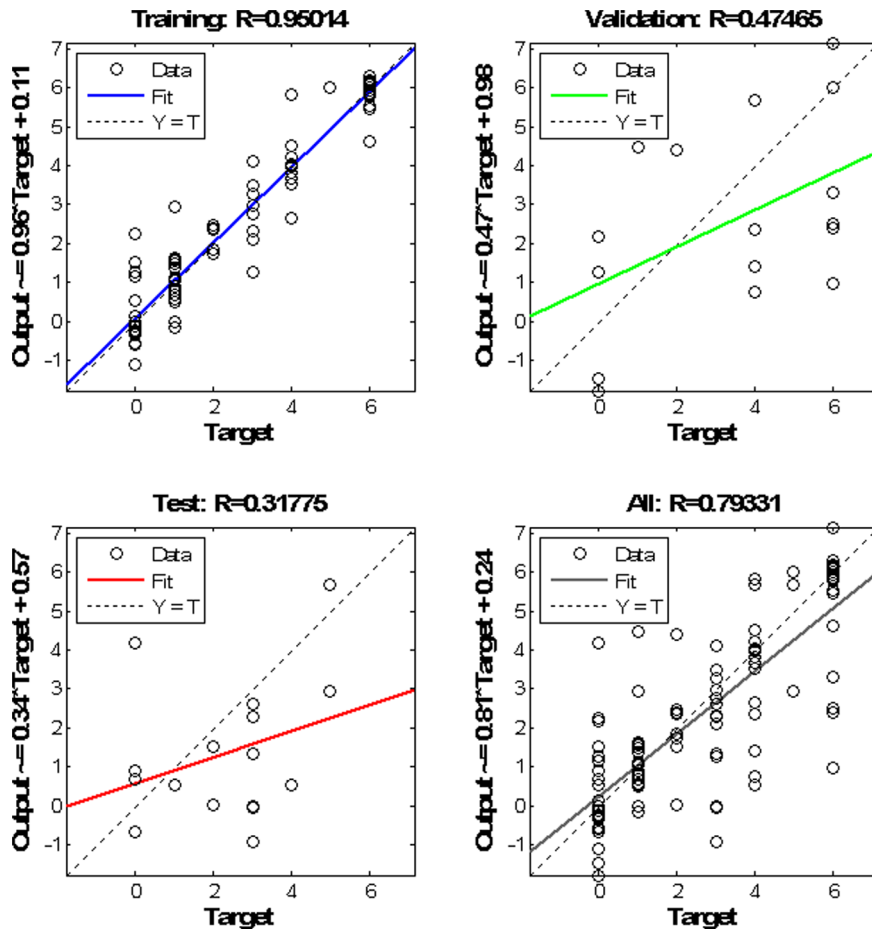 Training: R=0.95014
Output ~= 0.96*Target + 0.11
7
6
5
4
3
2
1
0
-1
Data
Fit
Y = T
0 2 4 6
Target
Validation: R=0.47465
Output ~= 0.47*Target + 0.98
7
6
5
4
3
2
1
0
-1
Data
Fit
Y = T
0 2 4 6
Target
Test: R=0.31775
Output ~= 0.34*Target + 0.57
7
6
5
4
3
2
1
0
-1
Data
Fit
Y = T
0 2 4 6
Target
All: R=0.79331
Output ~= 0.81*Target + 0.24
7
6
5
4
3
2
1
0
-1
Data
Fit
Y = T
0 2 4 6
Target